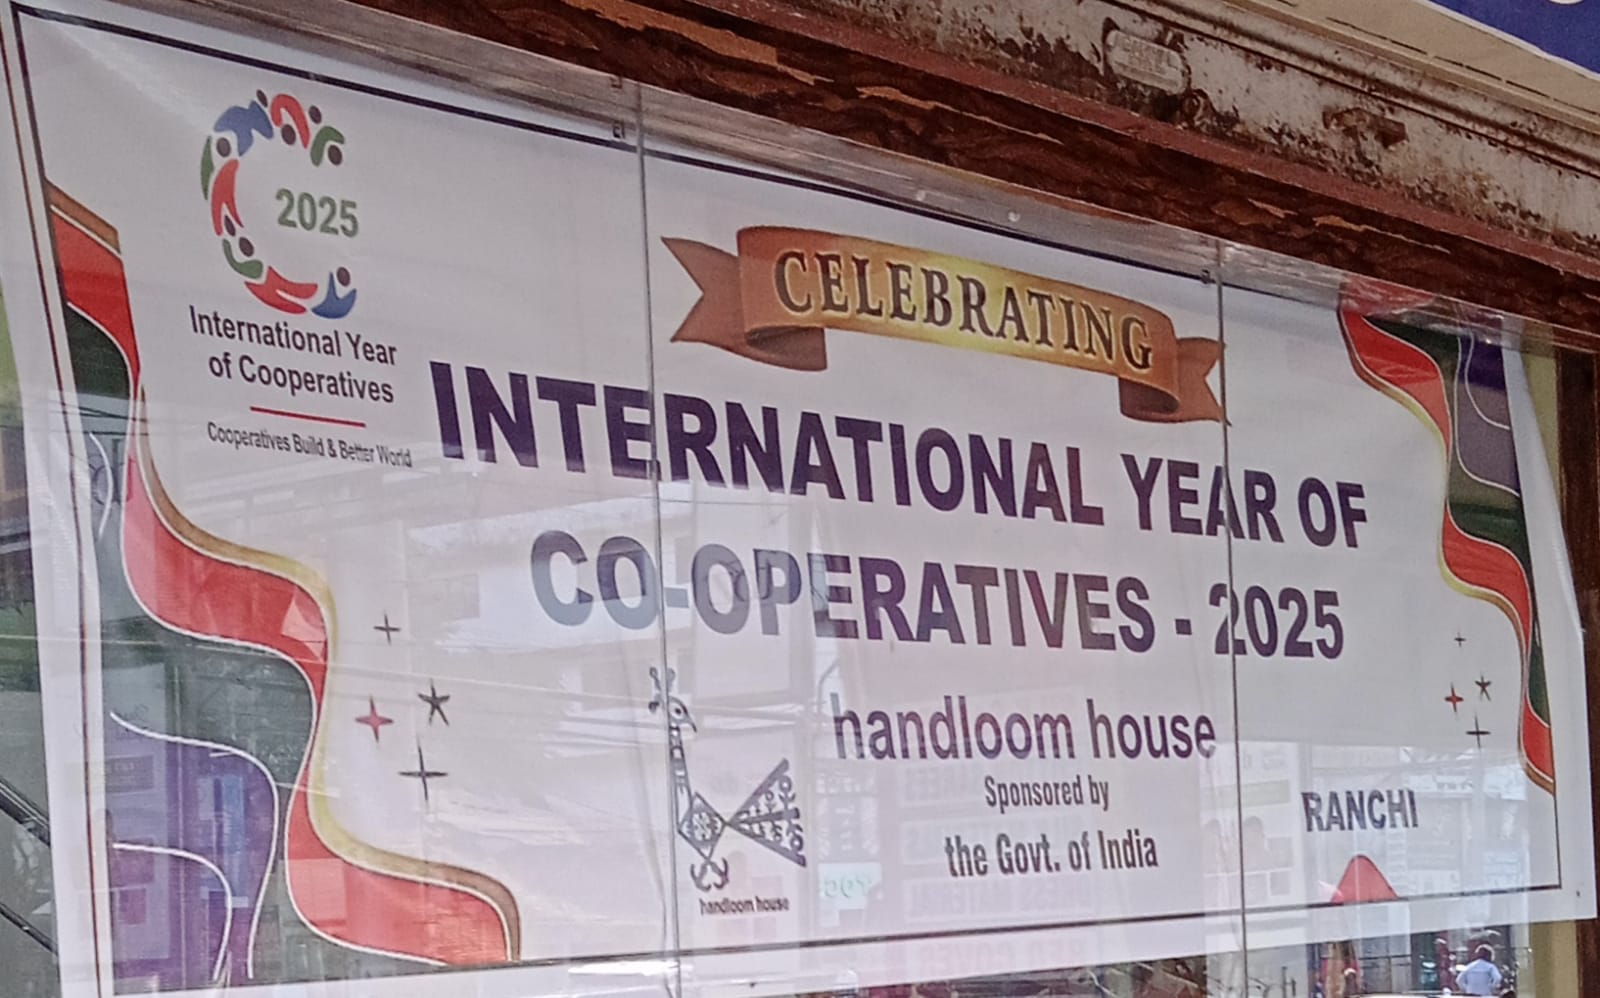 2025
International Year
of Cooperatives
Cooperatives Build & Better World
CELEBRATING
INTERNATIONAL YEAR OF
CO-OPERATIVES - 2025
handloom house
Sponsored by
the Govt. of India
RANCHI
handloom house